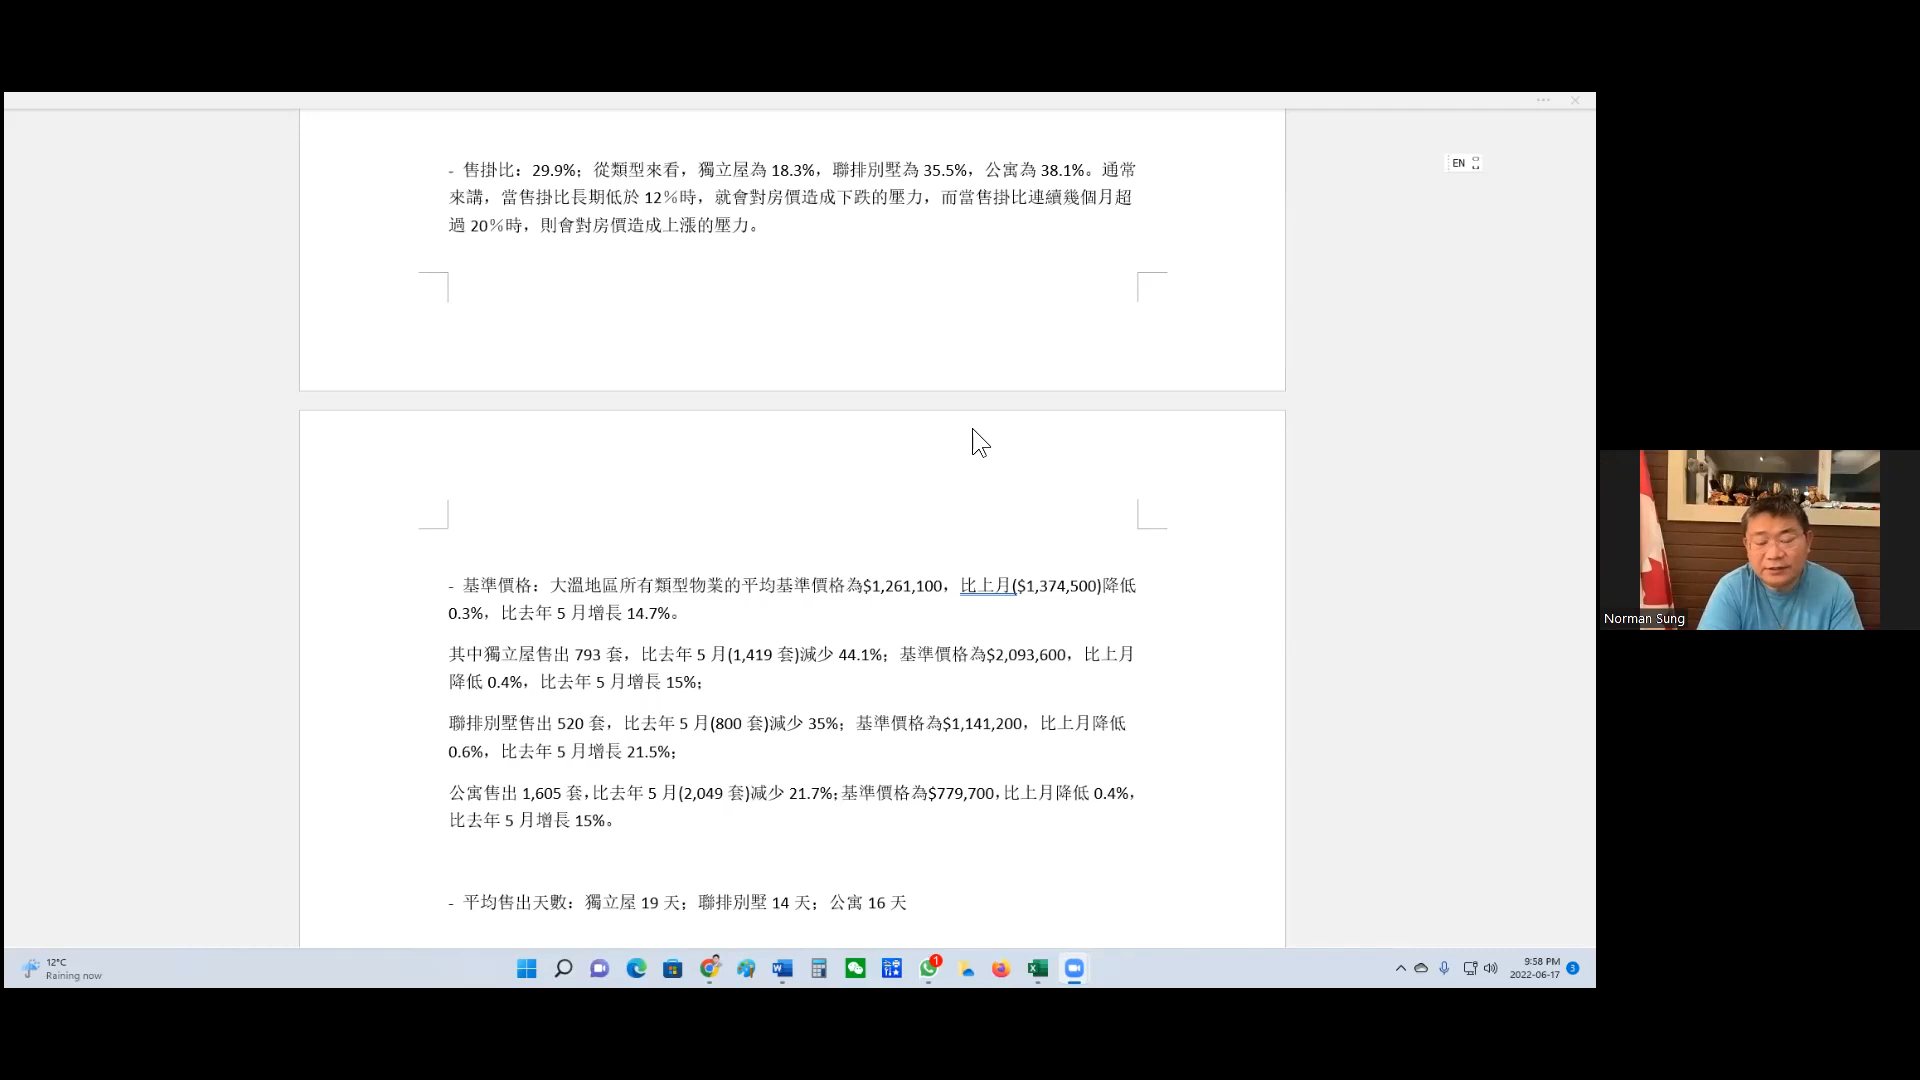 - 售掛比：29.9%；從類型來看，獨立屋為 18.3%，聯排別墅為 35.5%，公寓為 38.1%。通常
來講，當售掛比長期低於 12％時，就會對房價造成下跌的壓力，而當售掛比連續幾個月超
過 20％時，則會對房價造成上漲的壓力。
EN
- 基準價格：大溫地區所有類型物業的平均基準價格為$1,261,100，比上月($1,374,500)降低
0.3%，比去年 5 月增長 14.7%。
其中獨立屋售出 793 套，比去年 5 月(1,419 套)減少 44.1%；基準價格為$2,093,600，比上月
降低 0.4%，比去年 5 月增長 15%；
聯排別墅售出 520 套，比去年 5 月(800 套)減少 35%；基準價格為$1,141,200，比上月降低
0.6%，比去年 5 月增長 21.5%；
公寓售出 1,605 套，比去年 5 月(2,049 套)減少 21.7%；基準價格為$779,700，比上月降低 0.4%，
比去年 5 月增長 15%。
- 平均售出天數：獨立屋 19 天；聯排別墅 14 天；公寓 16 天
Norman Sung
12°C
Raining now
1
9:58 PM
2022-06-17
3